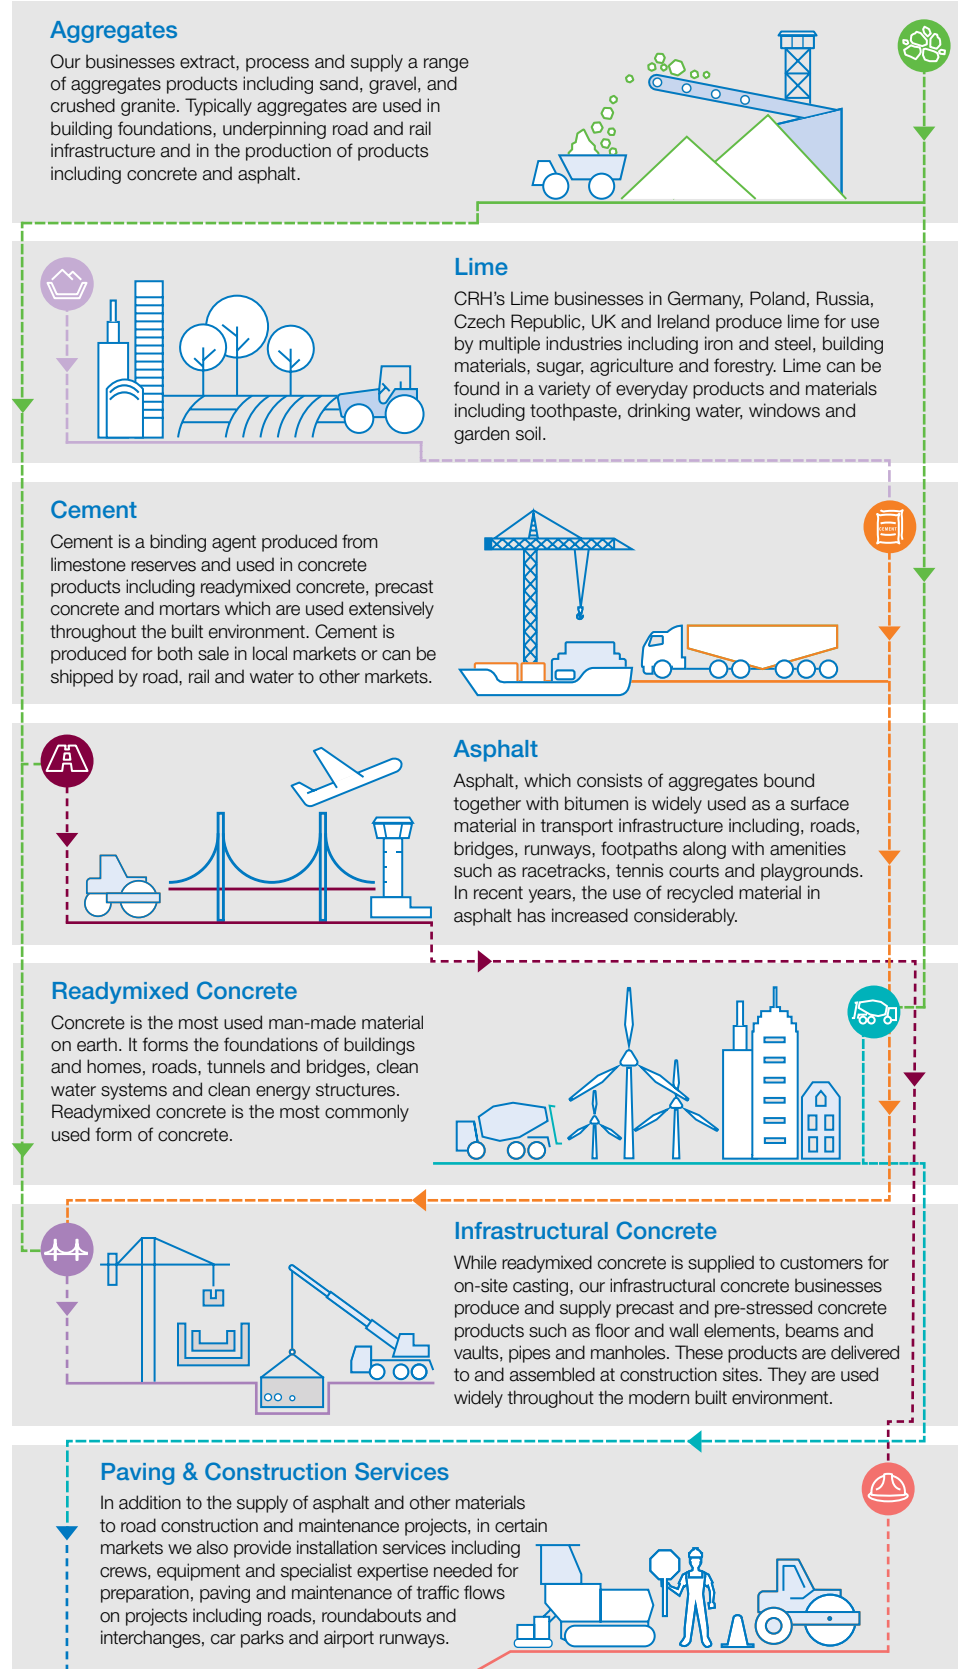 Aggregates
Our businesses extract, process and supply a range
of aggregates products including sand, gravel, and
crushed granite. Typically aggregates are used in
building foundations, underpinning road and rail
infrastructure and in the production of products
including concrete and asphalt.
Lime
CRH's Lime businesses in Germany, Poland, Russia,
Czech Republic, UK and Ireland produce lime for use
by multiple industries including iron and steel, building
materials, sugar, agriculture and forestry. Lime can be
found in a variety of everyday products and materials
including toothpaste, drinking water, windows and
garden soil.
Cement
Cement is a binding agent produced from
limestone reserves and used in concrete
products including readymixed concrete, precast
concrete and mortars which are used extensively
throughout the built environment. Cement is
produced for both sale in local markets or can be
shipped by road, rail and water to other markets.
CEMENT
Asphalt
Asphalt, which consists of aggregates bound
together with bitumen is widely used as a surface
material in transport infrastructure including, roads,
bridges, runways, footpaths along with amenities
such as racetracks, tennis courts and playgrounds.
In recent years, the use of recycled material in
asphalt has increased considerably.
Readymixed Concrete
Concrete is the most used man-made material
on earth. It forms the foundations of buildings
and homes, roads, tunnels and bridges, clean
water systems and clean energy structures.
Readymixed concrete is the most commonly
used form of concrete.
Infrastructural Concrete
While readymixed concrete is supplied to customers for
on-site casting, our infrastructural concrete businesses
produce and supply precast and pre-stressed concrete
products such as floor and wall elements, beams and
vaults, pipes and manholes. These products are delivered
to and assembled at construction sites. They are used
widely throughout the modern built environment.
Paving & Construction Services
In addition to the supply of asphalt and other materials
to road construction and maintenance projects, in certain
markets we also provide installation services including
crews, equipment and specialist expertise needed for
preparation, paving and maintenance of traffic flows
on projects including roads, roundabouts and
interchanges, car parks and airport runways.